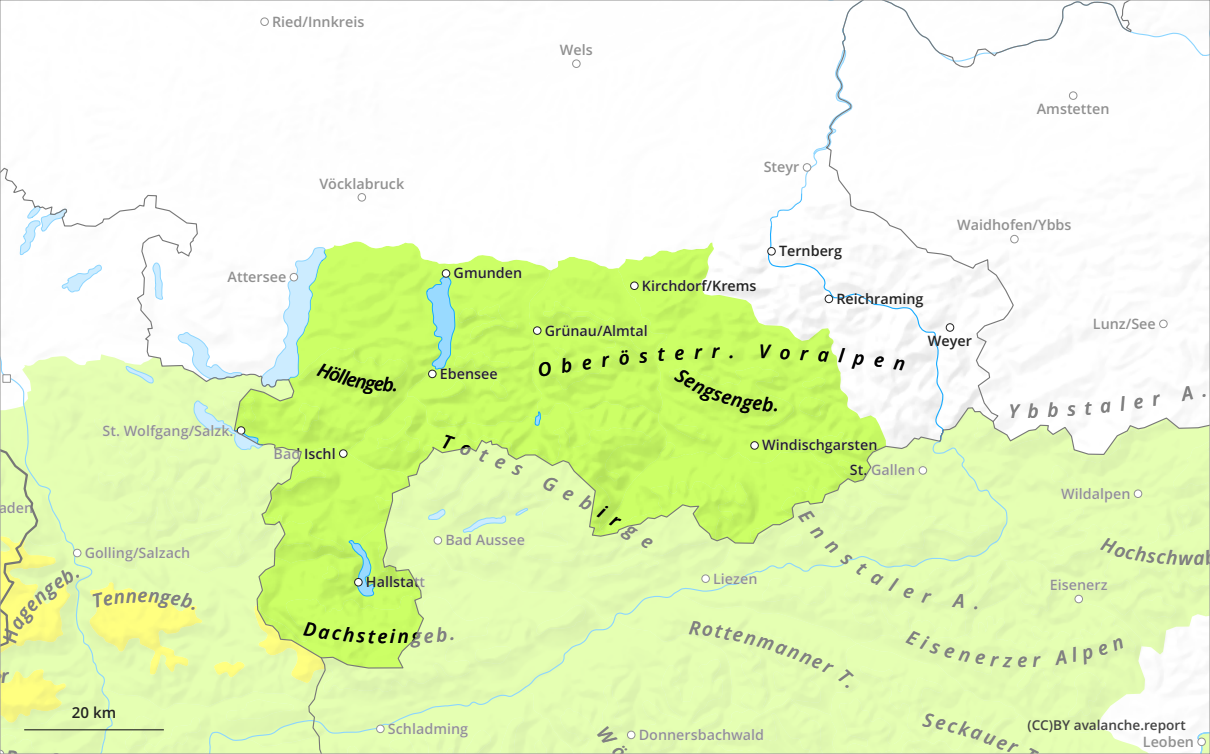 Ried/Innkreis
Wels
Amstetten
Steyr
Vöcklabruck
Waidhofen/Ybbs
Ternberg
Attersee
Gmunden
Kirchdorf/Krems
Reichraming
Grünau/Almtal
Lunz/See
Weyer
Oberösterr. Voralpen
Höllengeb.
Ebensee
Sengsengeb.
Ybbstaler A.
St. Wolfgang/Salzk.
Totes Gebirge
Windischgarsten
Bad Ischl
St. Gallen
Wildalpen
aden
Ennstaler A.
Bad Aussee
Golling/Salzach
Hochschwab
Hallstatt
Liezen
Eisenerz
Hagengeb.
Tennengeb.
Dachsteingeb.
Rottenmanner T.
Eisenerzer Alpen
20 km
Schladming
Donnersbachwald
Wö
Seckauer T
(CC)BY avalanche.report
Leoben